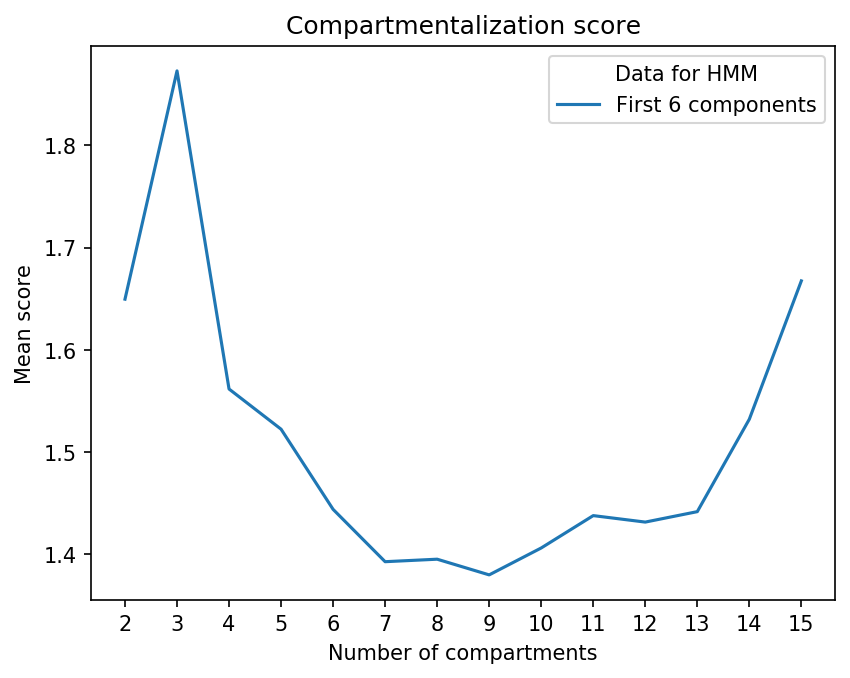 Compartmentalization score
Data for HMM
First 6 components
Mean score
1.8
1.7
1.6
1.5
1.4
2 3 4 5 6 7 8 9 10 11 12 13 14 15
Number of compartments